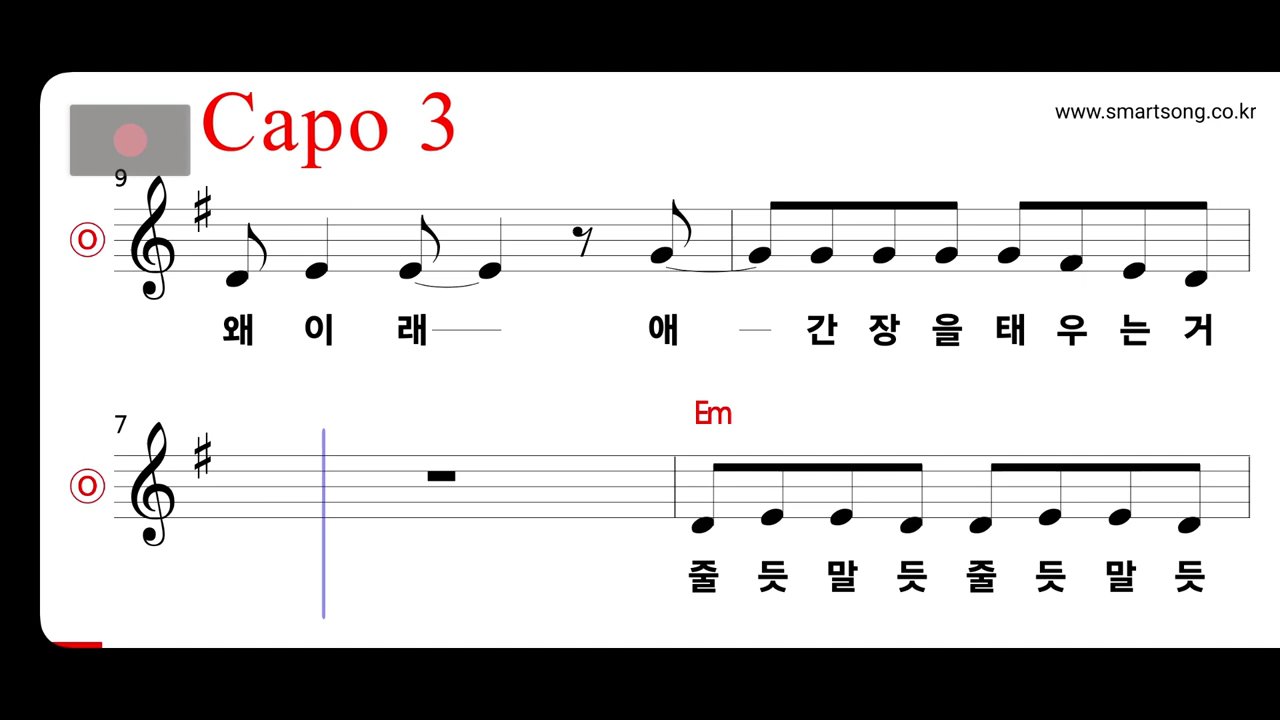 Capo 3
www.smartsong.co.kr
9
O
왜 이 래 애 간 장 을 태 우 는 거
Em
7
O
줄 듯 말 듯 줄 듯 말 듯